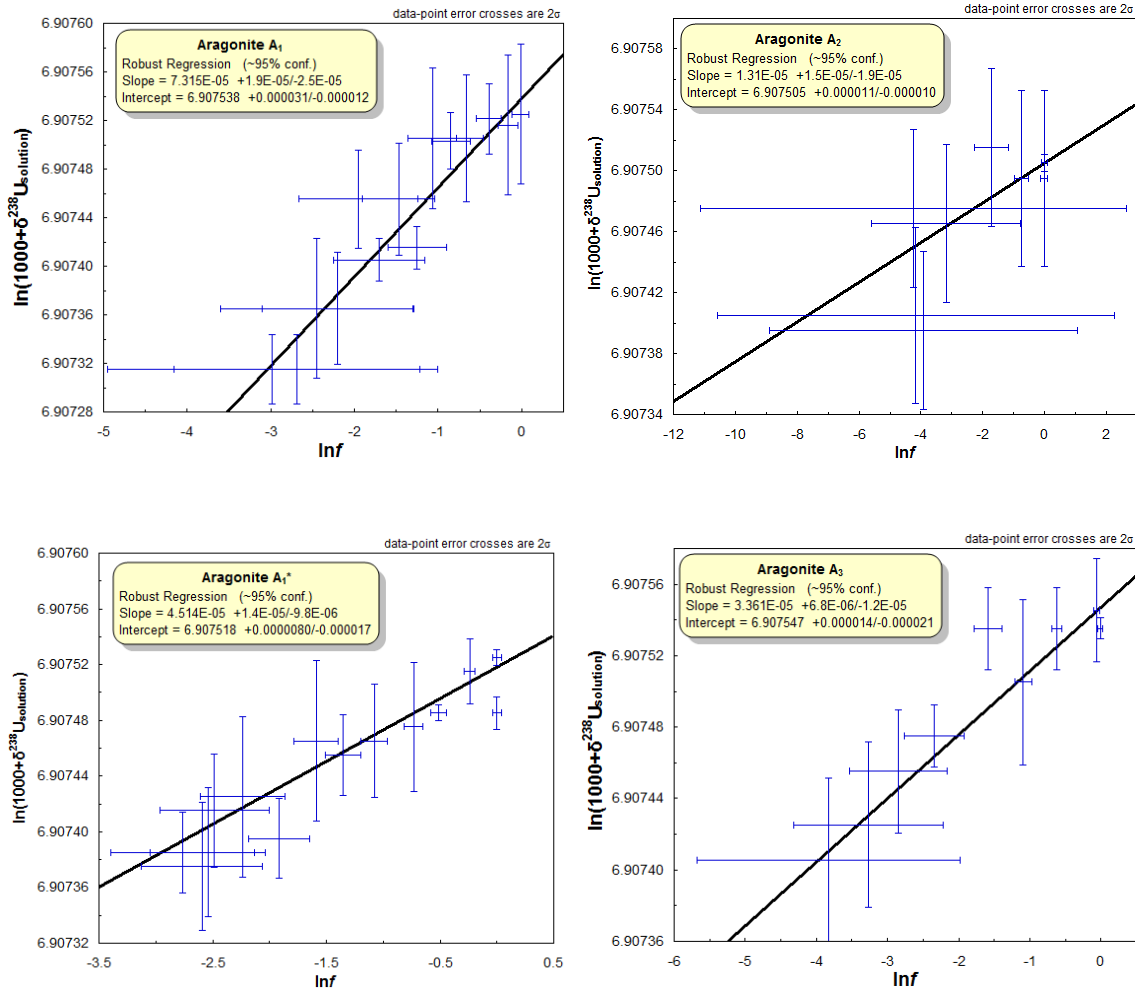 data-point error crosses are 2σ
Aragonite A1
Robust Regression (~95% conf.)
Slope = 7.315E-05 +1.9E-05/-2.5E-05
Intercept = 6.907538 +0.000031/-0.000012
ln(1000+δ238Usolution)
6.90760
6.90756
6.90752
6.90748
6.90744
6.90740
6.90736
6.90732
6.90728
-5 -4 -3 -2 -1 0
lnf
data-point error crosses are 2σ
Aragonite A2
Robust Regression (~95% conf.)
Slope = 1.31E-05 +1.5E-05/-1.9E-05
Intercept = 6.907505 +0.000011/-0.000010
ln(1000+δ238Usolution)
6.90758
6.90754
6.90750
6.90746
6.90742
6.90738
6.90734
-12 -10 -8 -6 -4 -2 0 2
lnf
data-point error crosses are 2σ
Aragonite A1*
Robust Regression (~95% conf.)
Slope = 4.514E-05 +1.4E-05/-9.8E-06
Intercept = 6.907518 +0.0000080/-0.000017
ln(1000+δ238Usolution)
6.90760
6.90756
6.90752
6.90748
6.90744
6.90740
6.90736
6.90732
-3.5 -2.5 -1.5 -0.5 0.5
lnf
data-point error crosses are 2σ
Aragonite A3
Robust Regression (~95% conf.)
Slope = 3.361E-05 +6.8E-06/-1.2E-05
Intercept = 6.907547 +0.000014/-0.000021
ln(1000+δ238Usolution)
6.90756
6.90752
6.90748
6.90744
6.90740
6.90736
-6 -5 -4 -3 -2 -1 0
lnf